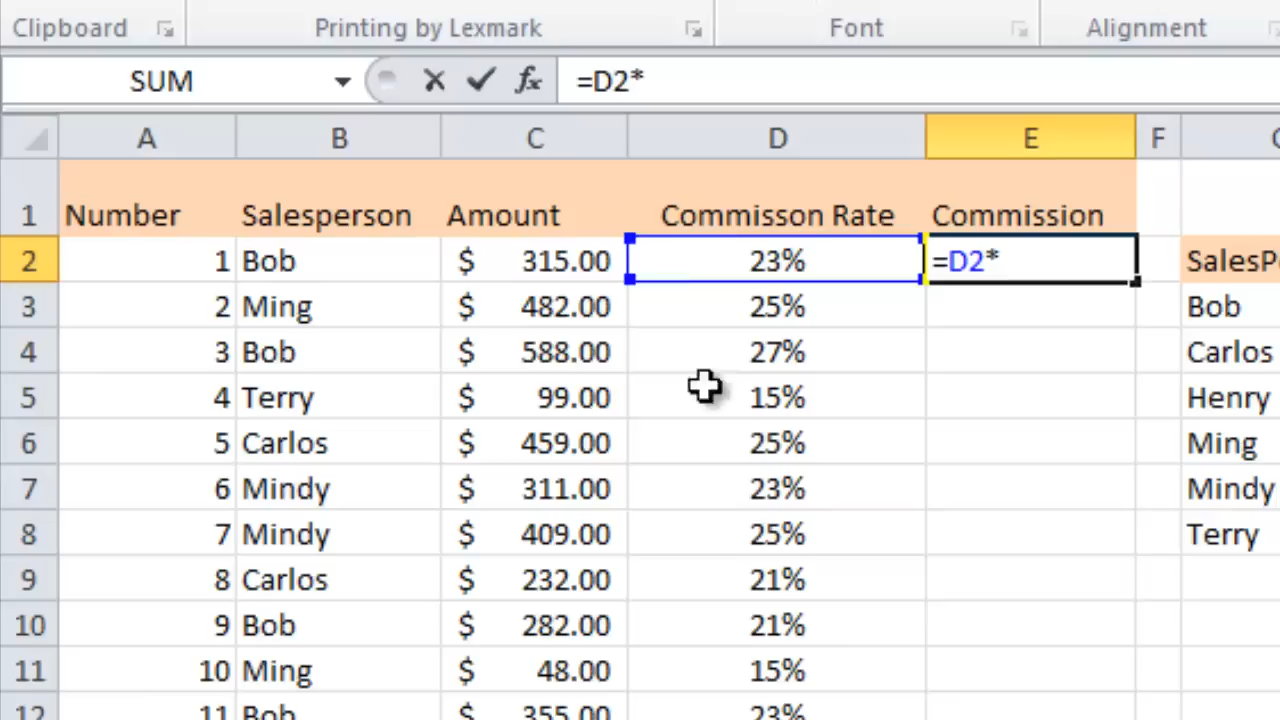 Clipboard Printing by Lexmark Font Alignment
SUM fx =D2*
A B C D E F
1 Number Salesperson Amount Commisson Rate Commission
2 1 Bob $ 315.00 23% =D2* SalesP
3 2 Ming $ 482.00 25% Bob
4 3 Bob $ 588.00 27% Carlos
5 4 Terry $ 99.00 15% Henry
6 5 Carlos $ 459.00 25% Ming
7 6 Mindy $ 311.00 23% Mindy
8 7 Mindy $ 409.00 25% Terry
9 8 Carlos $ 232.00 21%
10 9 Bob $ 282.00 21%
11 10 Ming $ 48.00 15%
12 11 Bob $ 355.00 23%